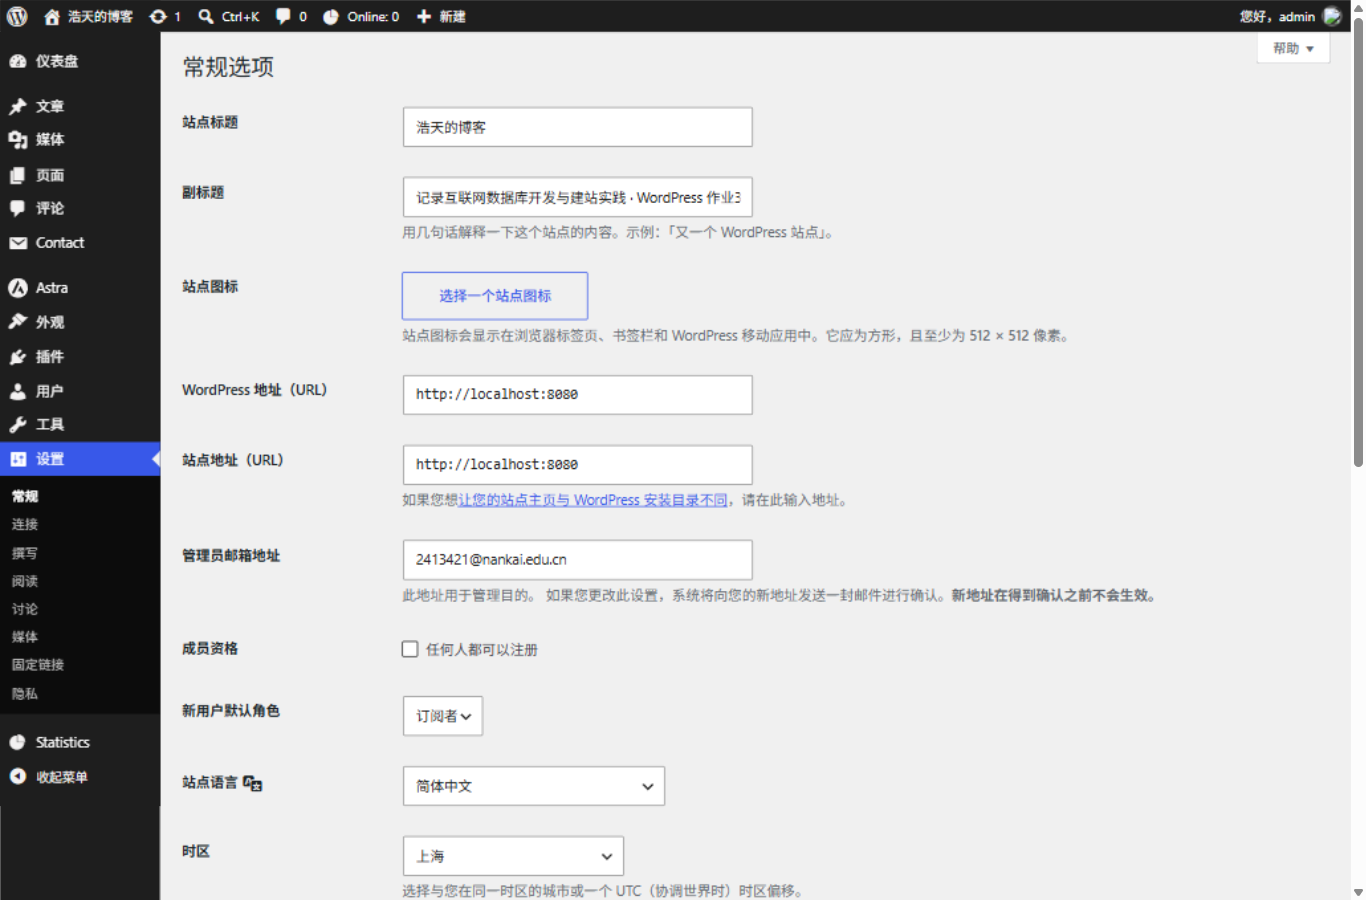 浩天的博客 1 Ctrl+K 0 Online: 0 新建 您好，admin
帮助
仪表盘
文章
媒体
页面
评论
Contact
Astra
外观
插件
用户
工具
设置
常规
连接
撰写
阅读
讨论
媒体
固定链接
隐私
Statistics
收起菜单
常规选项
站点标题
浩天的博客
副标题
记录互联网数据库开发与建站实践 · WordPress 作业3
用几句话解释一下这个站点的内容。示例：「又一个 WordPress 站点」。
站点图标
选择一个站点图标
站点图标会显示在浏览器标签页、书签栏和 WordPress 移动应用中。它应为方形，且至少为 512 × 512 像素。
WordPress 地址（URL）
http://localhost:8080
站点地址（URL）
http://localhost:8080
如果您想让您的站点主页与 WordPress 安装目录不同，请在此输入地址。
管理员邮箱地址
2413421@nankai.edu.cn
此地址用于管理目的。 如果您更改此设置，系统将向您的新地址发送一封邮件进行确认。新地址在得到确认之前不会生效。
成员资格
任何人都可以注册
新用户默认角色
订阅者
站点语言
简体中文
时区
上海
选择与您在同一时区的城市或一个 UTC（协调世界时）时区偏移。